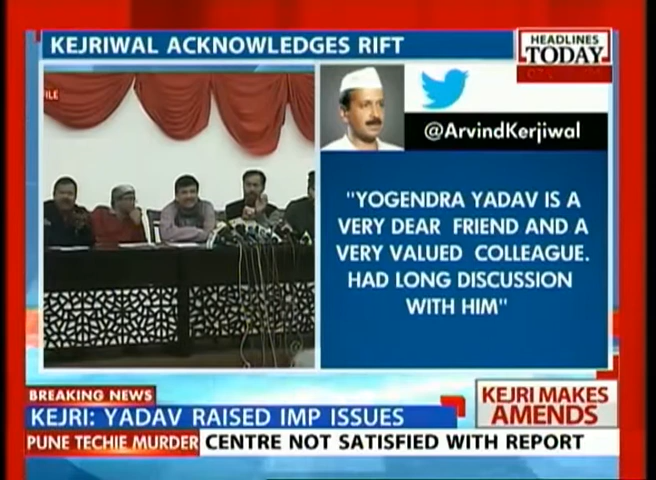 KEJRIWAL ACKNOWLEDGES RIFT
HEADLINES
TODAY
ILE
@ArvindKerjiwal
"YOGENDRA YADAV IS A
VERY DEAR FRIEND AND A
VERY VALUED COLLEAGUE.
HAD LONG DISCUSSION
WITH HIM"
BREAKING NEWS
KEJRI: YADAV RAISED IMP ISSUES
KEJRI MAKES
AMENDS
PUNE TECHIE MURDER
CENTRE NOT SATISFIED WITH REPORT